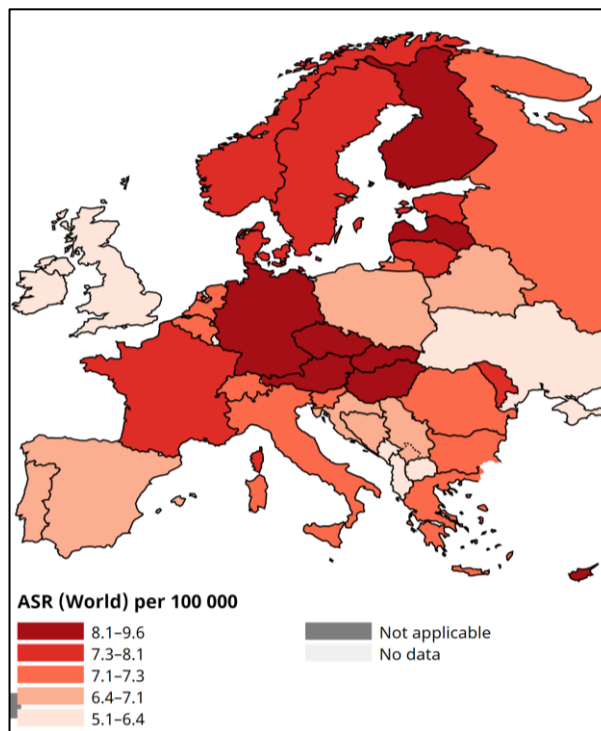 ASR (World) per 100 000
8.1–9.6
7.3–8.1
7.1–7.3
6.4–7.1
5.1–6.4
Not applicable
No data